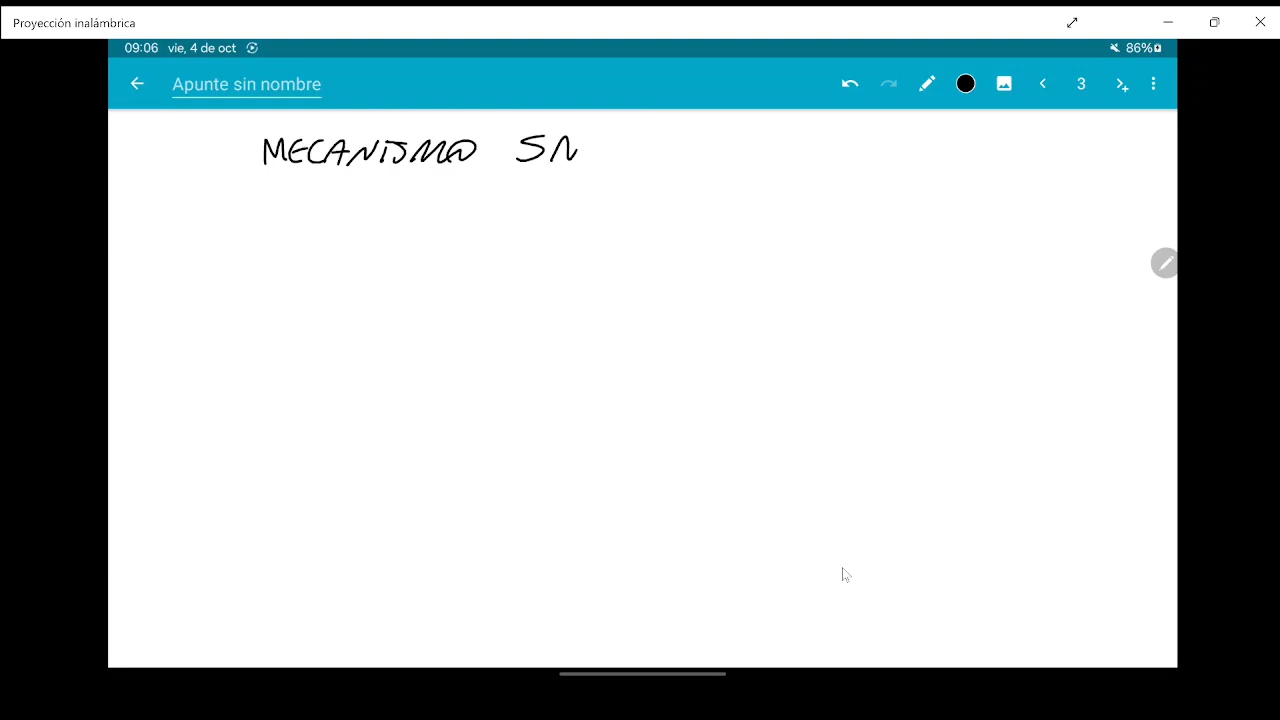 Proyección inalámbrica
09:06 vie, 4 de oct 86%
Apunte sin nombre 3
MECANISMO SN